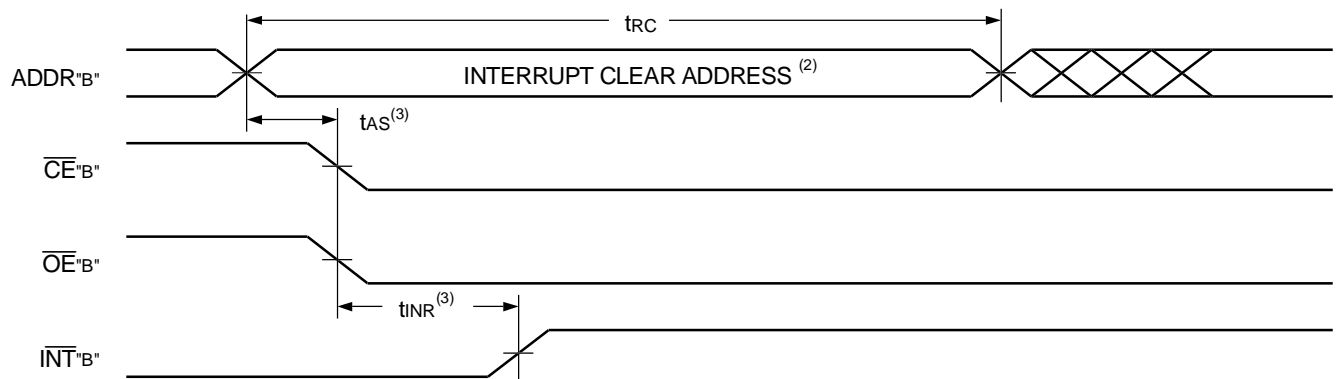 tRC
ADDR"B"
INTERRUPT CLEAR ADDRESS (2)
tAS(3)
CE"B"
OE"B"
tINR(3)
INT"B"